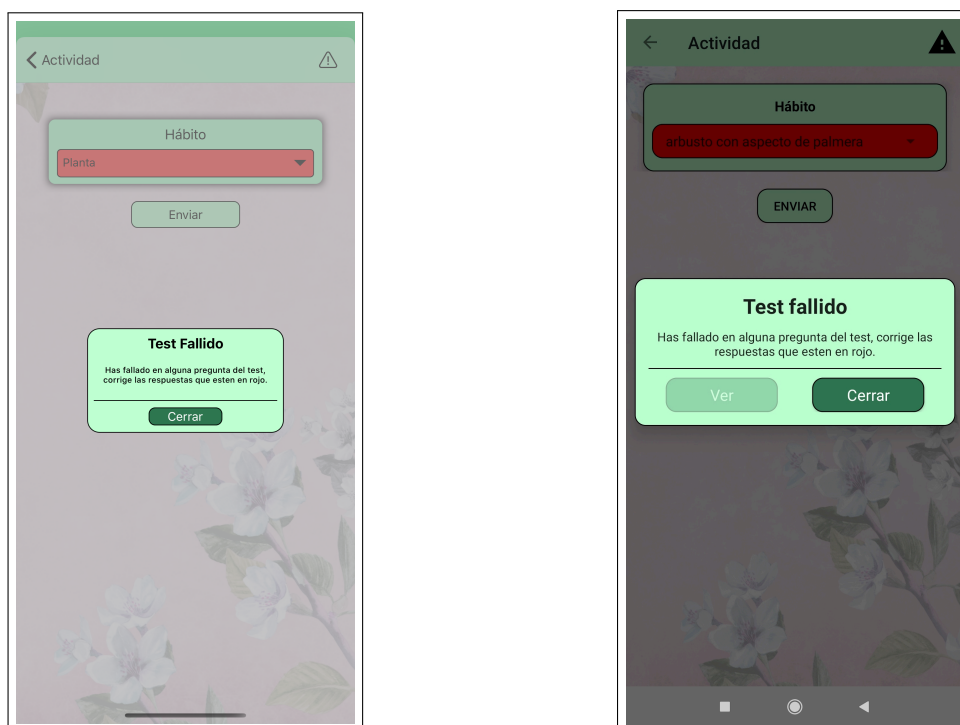 Actividad
Hábito
Planta
Enviar
Test Fallido
Has fallado en alguna pregunta del test,
corrige las respuestas que esten en rojo.
Cerrar
Actividad
Hábito
arbusto con aspecto de palmera
ENVIAR
Test fallido
Has fallado en alguna pregunta del test, corrige las
respuestas que esten en rojo.
Ver
Cerrar